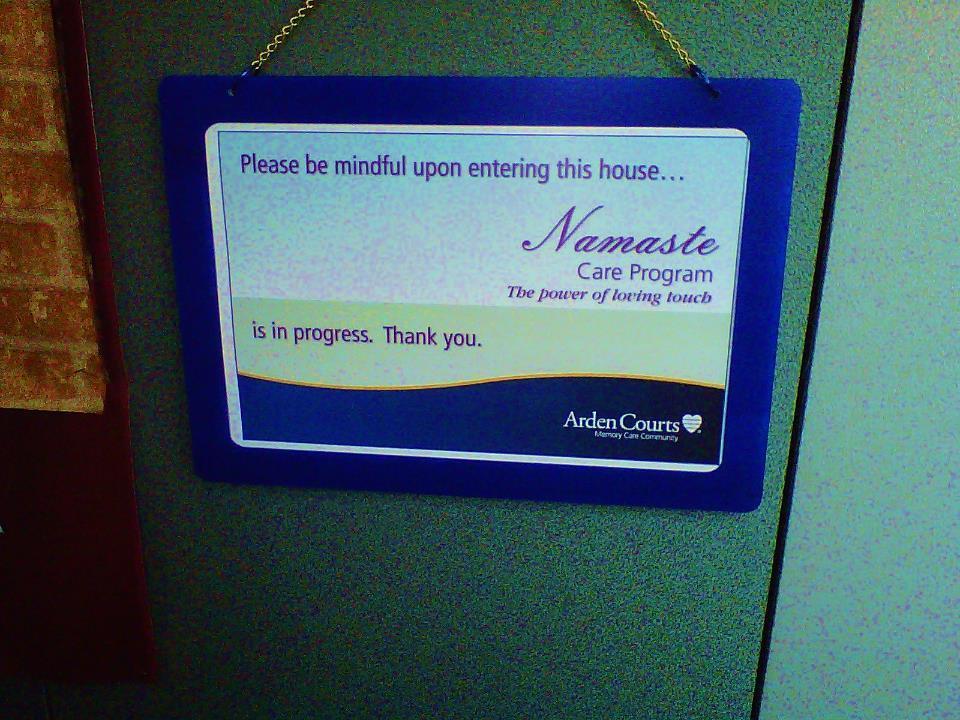 Please be mindful upon entering this house...
Namaste
Care Program
The power of loving touch
is in progress. Thank you.
Arden Courts
Memory Care Community